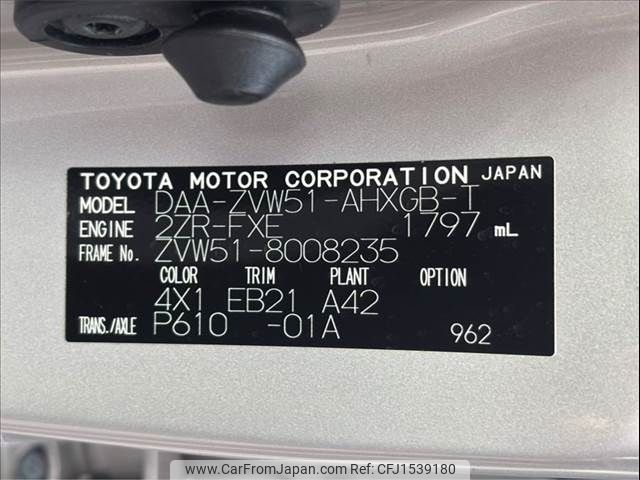 TOYOTA MOTOR CORPORATION JAPAN
MODEL DAA-ZVW51-AHXGB-T
ENGINE 2ZR-FXE 1797 mL
FRAME No. ZVW51-8008235
COLOR TRIM PLANT OPTION
4X1 EB21 A42
TRANS./AXLE P610 -01A 962
www.CarFromJapan.com REF No.: CFJ1539180